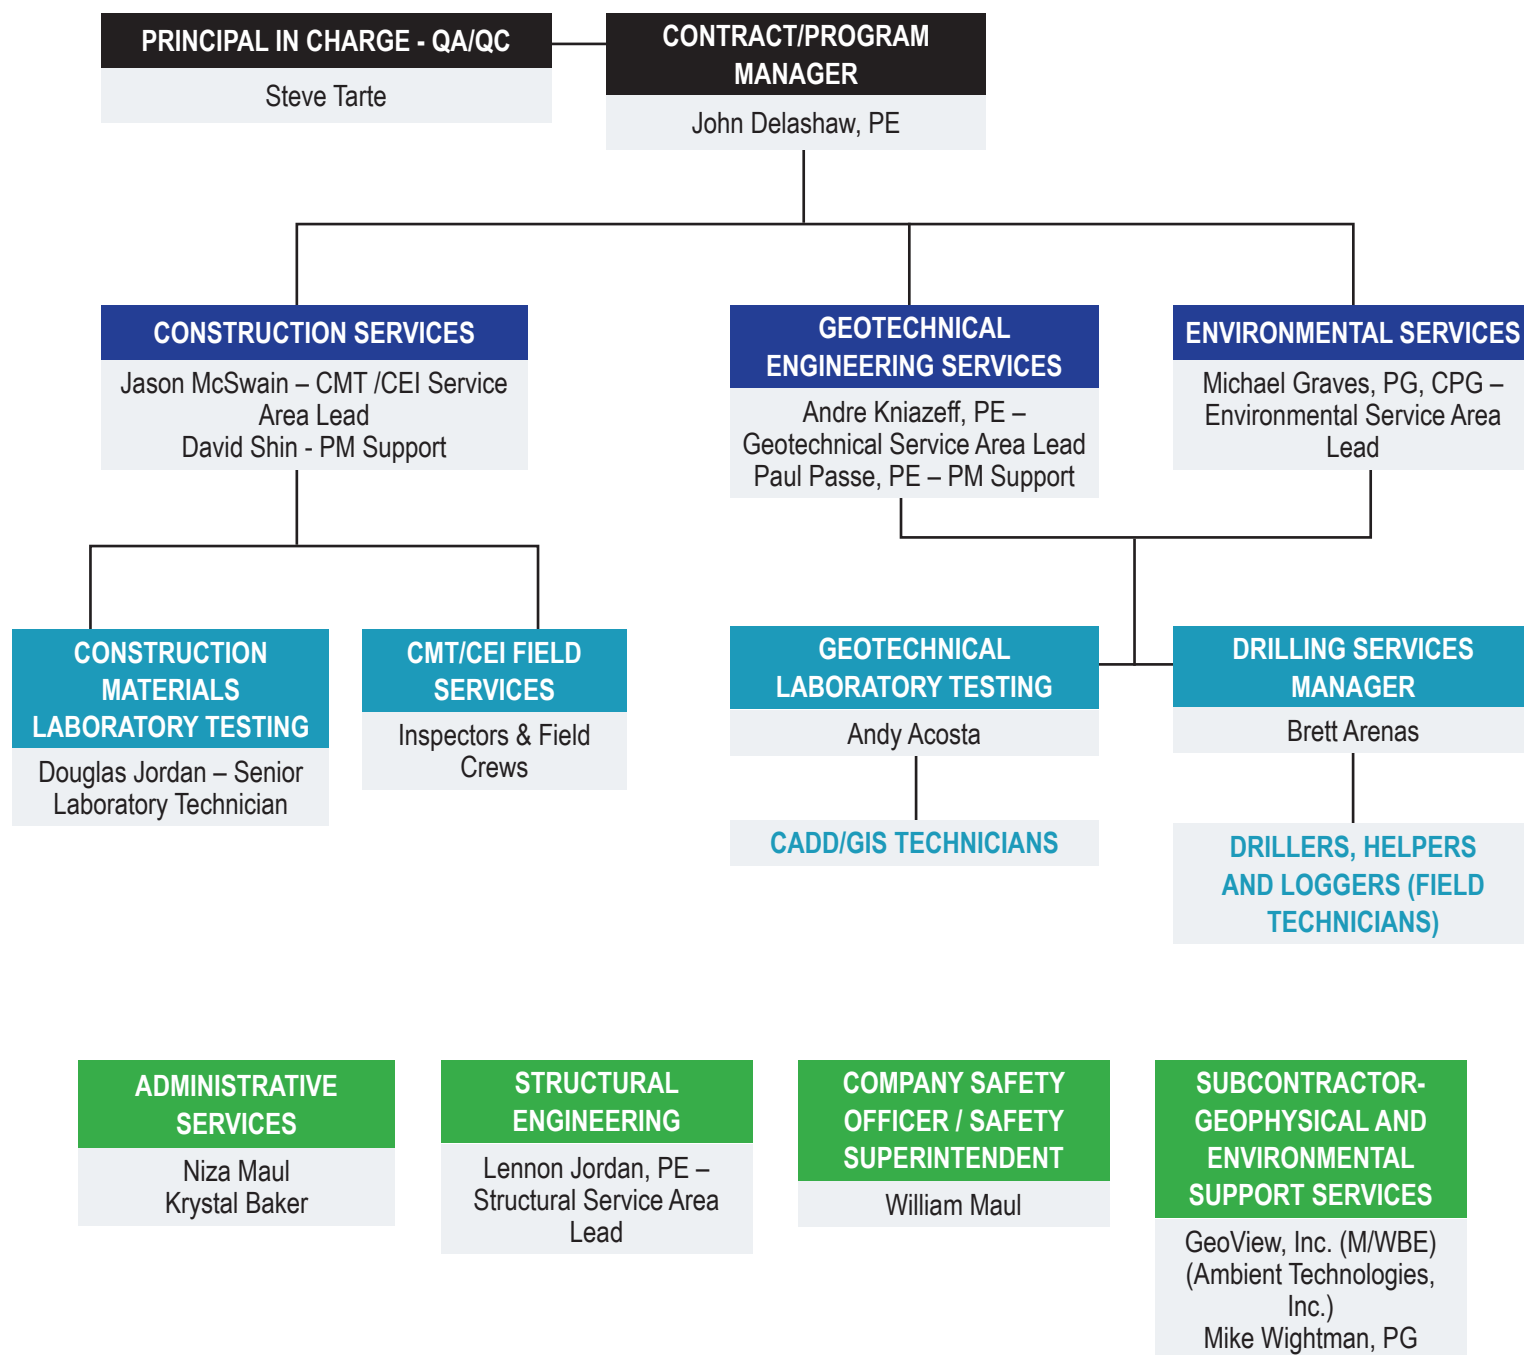 PRINCIPAL IN CHARGE - QA/QC
Steve Tarte
CONTRACT/PROGRAM
MANAGER
John Delashaw, PE
CONSTRUCTION SERVICES
Jason McSwain – CMT /CEI Service
Area Lead
David Shin - PM Support
GEOTECHNICAL
ENGINEERING SERVICES
Andre Kniazeff, PE –
Geotechnical Service Area Lead
Paul Passe, PE – PM Support
ENVIRONMENTAL SERVICES
Michael Graves, PG, CPG –
Environmental Service Area
Lead
CONSTRUCTION
MATERIALS
LABORATORY TESTING
Douglas Jordan – Senior
Laboratory Technician
CMT/CEI FIELD
SERVICES
Inspectors & Field
Crews
GEOTECHNICAL
LABORATORY TESTING
Andy Acosta
CADD/GIS TECHNICIANS
DRILLING SERVICES
MANAGER
Brett Arenas
DRILLERS, HELPERS
AND LOGGERS (FIELD
TECHNICIANS)
ADMINISTRATIVE
SERVICES
Niza Maul
Krystal Baker
STRUCTURAL
ENGINEERING
Lennon Jordan, PE –
Structural Service Area
Lead
COMPANY SAFETY
OFFICER / SAFETY
SUPERINTENDENT
William Maul
SUBCONTRACTOR-
GEOPHYSICAL AND
ENVIRONMENTAL
SUPPORT SERVICES
GeoView, Inc. (M/WBE)
(Ambient Technologies,
Inc.)
Mike Wightman, PG